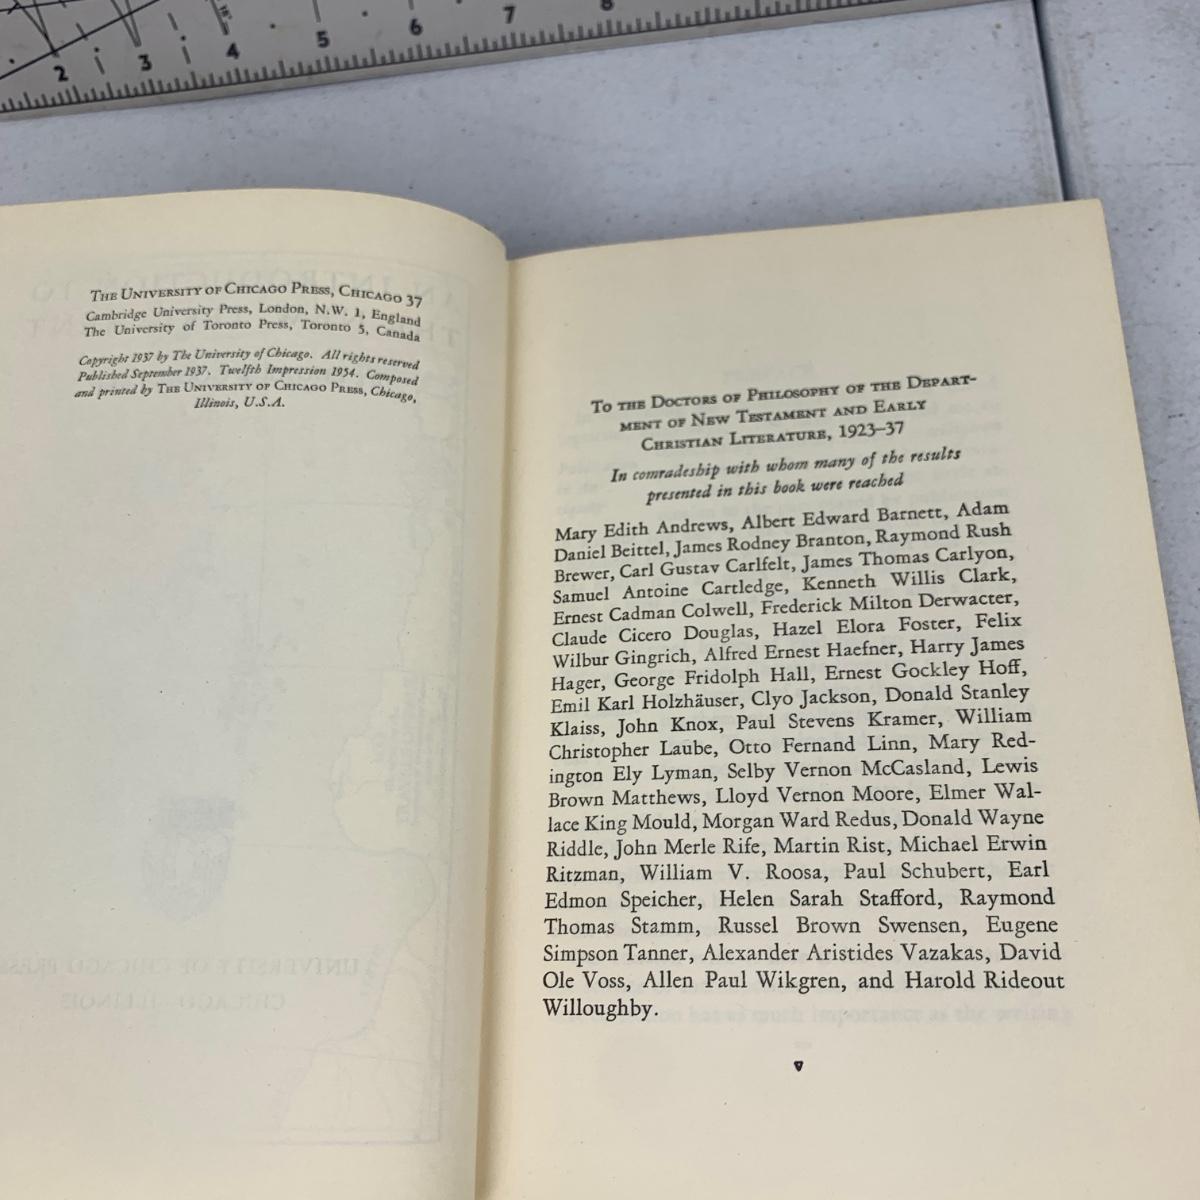 2 3 4 5 6 7 8
15°
THE UNIVERSITY OF CHICAGO PRESS, CHICAGO 37
Cambridge University Press, London, N.W. 1, England
The University of Toronto Press, Toronto 5, Canada
Copyright 1937 by The University of Chicago. All rights reserved
Published September 1937. Twelfth Impression 1954. Composed
and printed by THE UNIVERSITY OF CHICAGO PRESS, Chicago,
Illinois, U.S.A.
TO THE DOCTORS OF PHILOSOPHY OF THE DEPART-
MENT OF NEW TESTAMENT AND EARLY
CHRISTIAN LITERATURE, 1923–37
In comradeship with whom many of the results
presented in this book were reached
Mary Edith Andrews, Albert Edward Barnett, Adam
Daniel Beittel, James Rodney Branton, Raymond Rush
Brewer, Carl Gustav Carlfelt, James Thomas Carlyon,
Samuel Antoine Cartledge, Kenneth Willis Clark,
Ernest Cadman Colwell, Frederick Milton Derwacter,
Claude Cicero Douglas, Hazel Elora Foster, Felix
Wilbur Gingrich, Alfred Ernest Haefner, Harry James
Hager, George Fridolph Hall, Ernest Gockley Hoff,
Emil Karl Holzhäuser, Clyo Jackson, Donald Stanley
Klaiss, John Knox, Paul Stevens Kramer, William
Christopher Laube, Otto Fernand Linn, Mary Red-
ington Ely Lyman, Selby Vernon McCasland, Lewis
Brown Matthews, Lloyd Vernon Moore, Elmer Wal-
lace King Mould, Morgan Ward Redus, Donald Wayne
Riddle, John Merle Rife, Martin Rist, Michael Erwin
Ritzman, William V. Roosa, Paul Schubert, Earl
Edmon Speicher, Helen Sarah Stafford, Raymond
Thomas Stamm, Russel Brown Swensen, Eugene
Simpson Tanner, Alexander Aristides Vazakas, David
Ole Voss, Allen Paul Wikgren, and Harold Rideout
Willoughby.
v